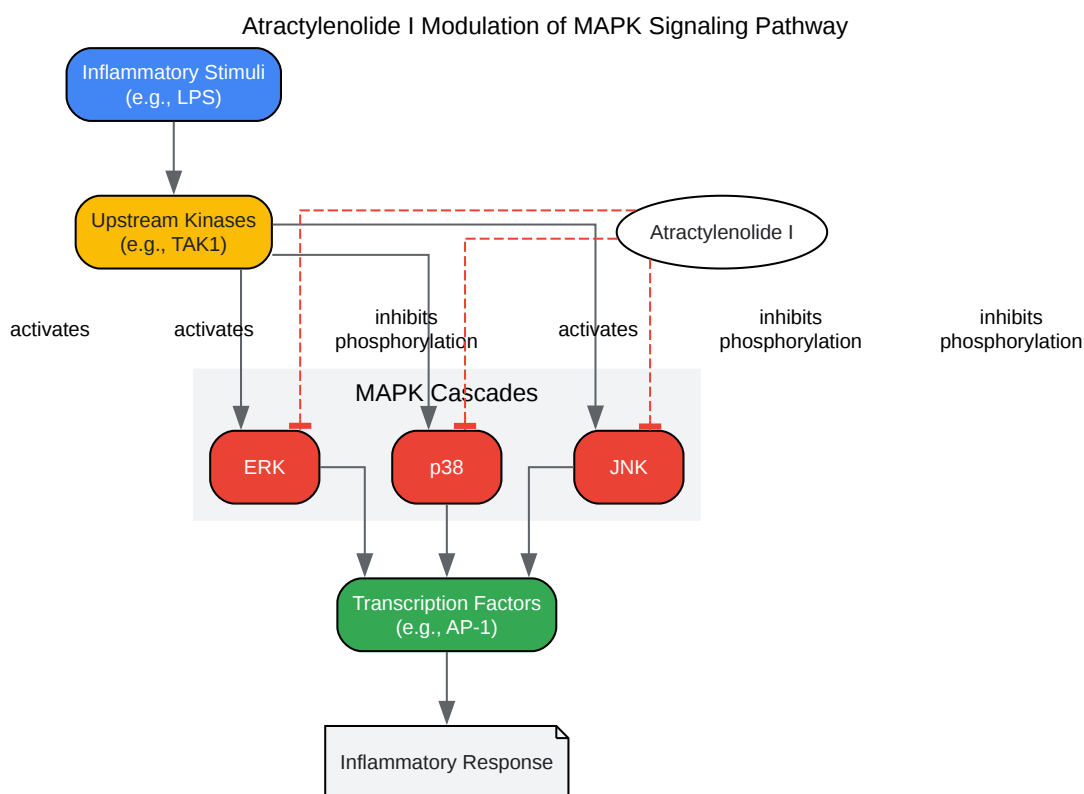 Atractylenolide I Modulation of MAPK Signaling Pathway
Inflammatory Stimuli
(e.g., LPS)
Upstream Kinases
(e.g., TAK1)
Atractylenolide I
activates
activates
inhibits
phosphorylation
activates
inhibits
phosphorylation
inhibits
phosphorylation
MAPK Cascades
ERK
p38
JNK
Transcription Factors
(e.g., AP-1)
Inflammatory Response